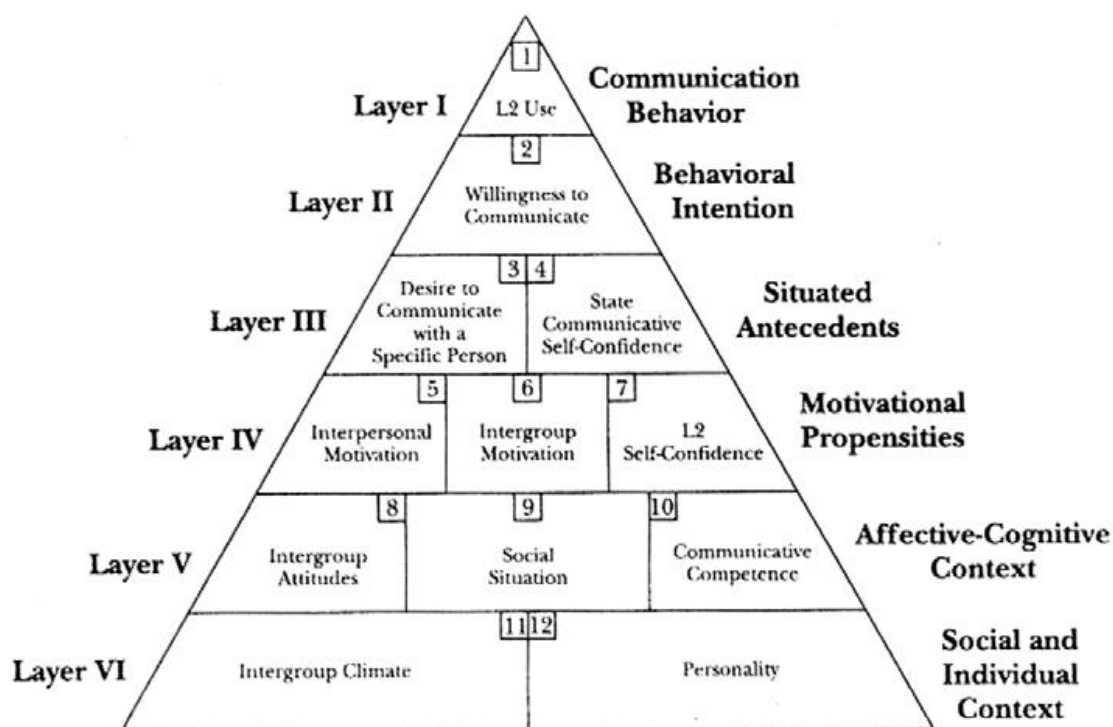 1
Layer I
L2 Use
Communication
Behavior
2
Layer II
Willingness to
Communicate
Behavioral
Intention
3
4
Layer III
Desire to
Communicate
with a
Specific Person
State
Communicative
Self-Confidence
Situated
Antecedents
5
6
7
Layer IV
Interpersonal
Motivation
Intergroup
Motivation
L2
Self-Confidence
Motivational
Propensities
8
9
10
Layer V
Intergroup
Attitudes
Social
Situation
Communicative
Competence
Affective-Cognitive
Context
11
12
Layer VI
Intergroup Climate
Personality
Social and
Individual
Context